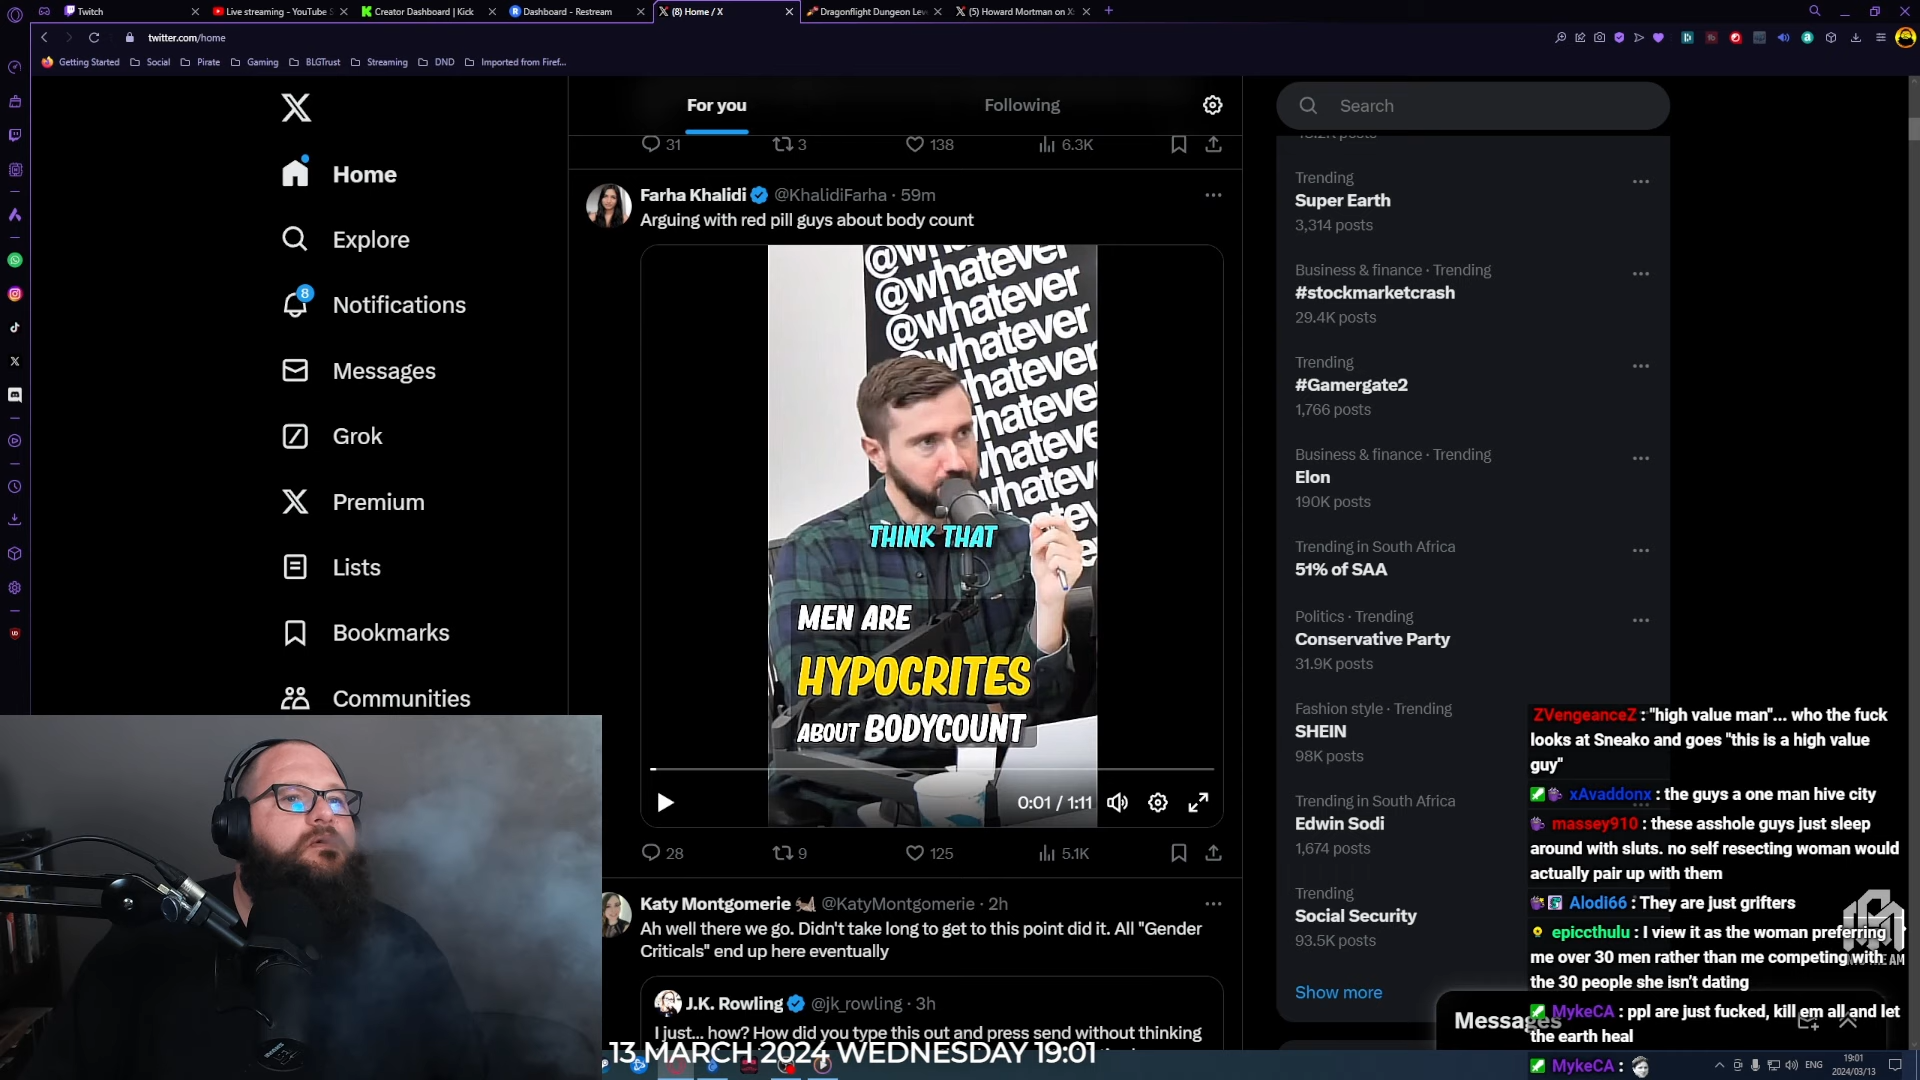 Twitch
Live streaming - YouTube S
Creator Dashboard | Kick
Dashboard - Restream
(8) Home / X
Dragonflight Dungeon Lev
(5) Howard Mortman on X:
twitter.com/home
Getting Started
Social
Pirate
Gaming
BLGTrust
Streaming
DND
Imported from Firef...
Home
Explore
8
Notifications
Messages
Grok
Premium
Lists
Bookmarks
Communities
For you
Following
31
3
138
6.3K
Farha Khalidi @KhalidiFarha · 59m
Arguing with red pill guys about body count
@whatever
@whatever
@whatever
@whatever
whatever
whatever
whatever
THINK THAT
MEN ARE
HYPOCRITES
ABOUT BODYCOUNT
0:01 / 1:11
28
9
125
5.1K
Katy Montgomerie @KatyMontgomerie · 2h
Ah well there we go. Didn't take long to get to this point did it. All "Gender
Criticals" end up here eventually
J.K. Rowling @jk_rowling · 3h
I just... how? How did you type this out and press send without thinking
13 MARCH 2024 WEDNESDAY 19:01
Search
Trending
Super Earth
3,314 posts
Business & finance · Trending
#stockmarketcrash
29.4K posts
Trending
#Gamergate2
1,766 posts
Business & finance · Trending
Elon
190K posts
Trending in South Africa
51% of SAA
Politics · Trending
Conservative Party
31.9K posts
Fashion style · Trending
SHEIN
98K posts
Trending in South Africa
Edwin Sodi
1,674 posts
Trending
Social Security
93.5K posts
Show more
Messages
ZVengeanceZ : "high value man"... who the fuck
looks at Sneako and goes "this is a high value
guy"
xAvaddonx : the guys a one man hive city
massey910 : these asshole guys just sleep
around with sluts. no self resecting woman would
actually pair up with them
Alodi66 : They are just grifters
epiccthulu : I view it as the woman preferring
me over 30 men rather than me competing with
the 30 people she isn't dating
MykeCA : ppl are just fucked, kill em all and let
the earth heal
MykeCA :
ENG
19:01
2024/03/13